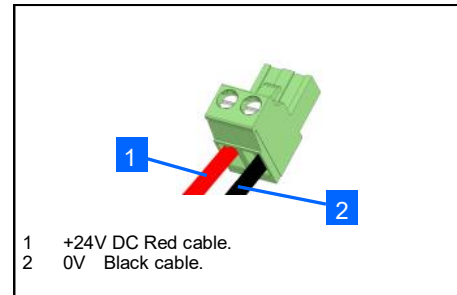 1
2
1 +24V DC Red cable.
2 0V Black cable.